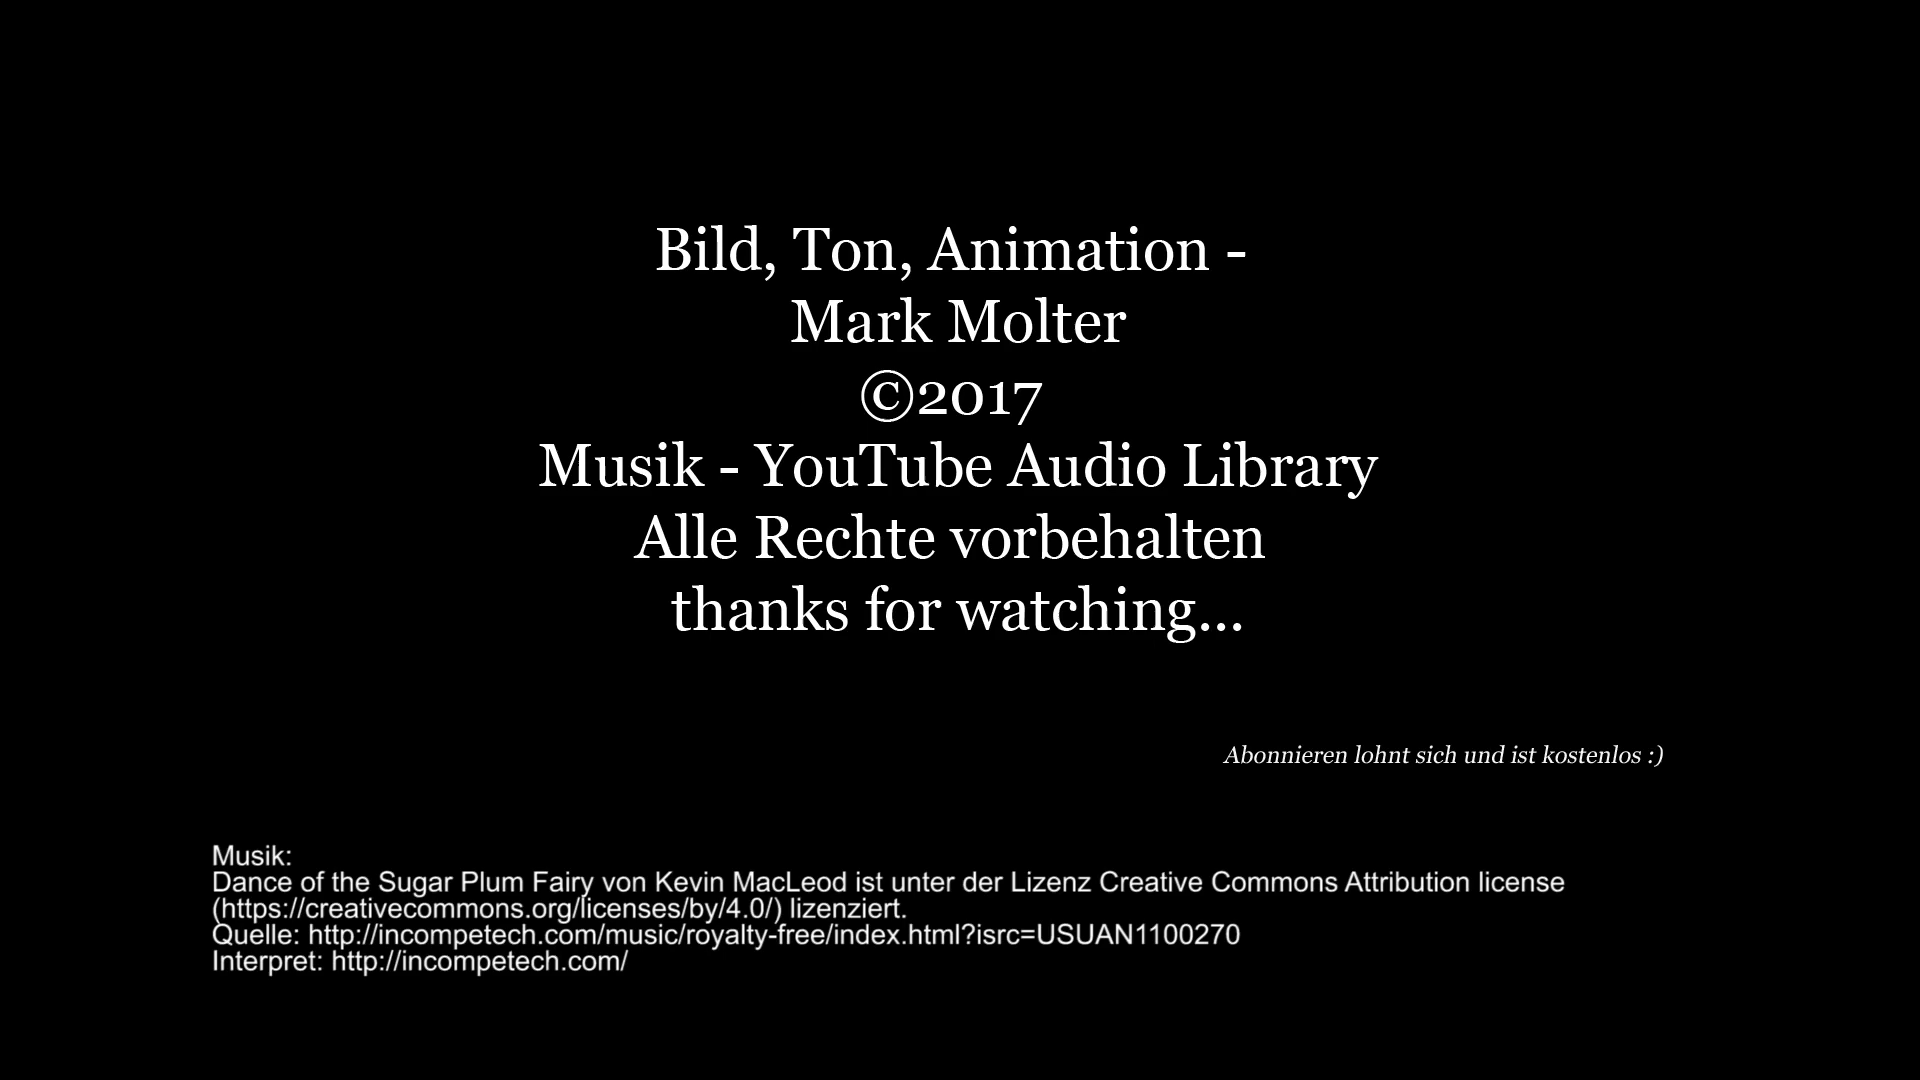 Bild, Ton, Animation -
Mark Molter
©2017
Musik - YouTube Audio Library
Alle Rechte vorbehalten
thanks for watching...
Abonnieren lohnt sich und ist kostenlos :)
Musik:
Dance of the Sugar Plum Fairy von Kevin MacLeod ist unter der Lizenz Creative Commons Attribution license
(https://creativecommons.org/licenses/by/4.0/) lizenziert.
Quelle: http://incompetech.com/music/royalty-free/index.html?isrc=USUAN1100270
Interpret: http://incompetech.com/